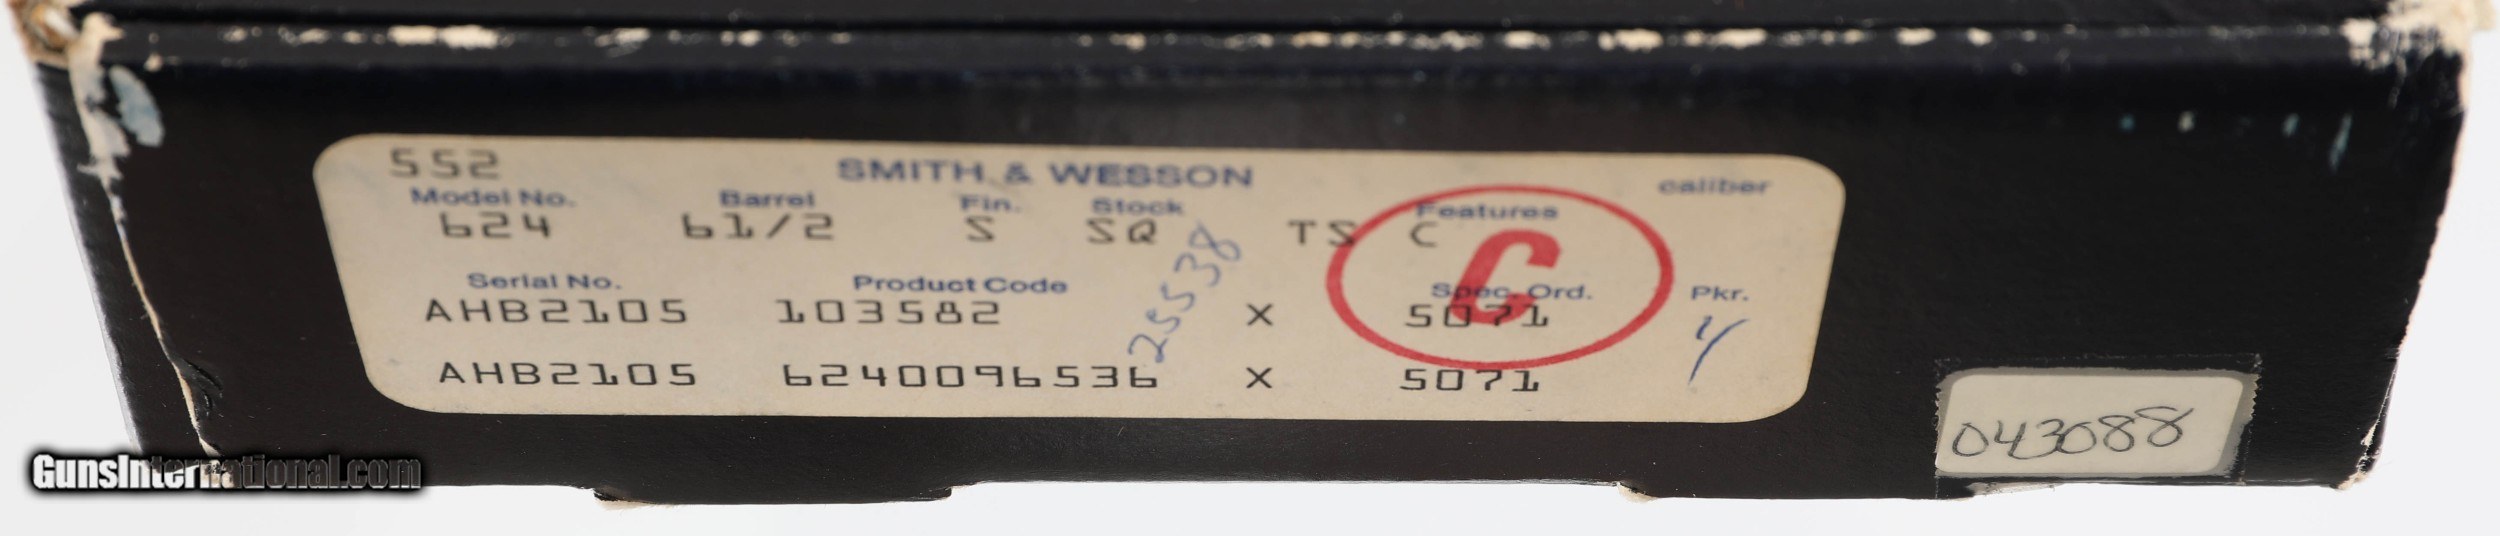 552 SMITH & WESSON
Model No. Barrel Fin. Stock Features caliber
624 6 1/2 S SQ TS C
C
Serial No. Product Code Spec. Ord. Pkr.
AHB2105 103582 X 5071
25538
AHB2105 6240096536 X 5071
043088
GunsInternational.com